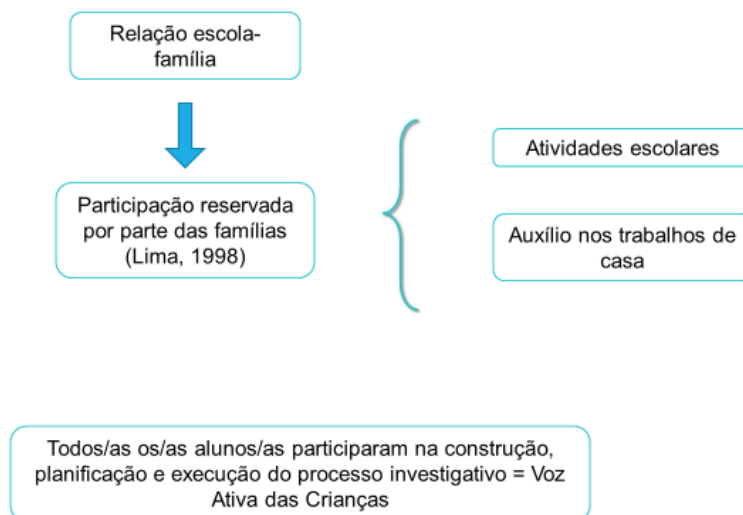 Relação escola-
família
Participação reservada
por parte das famílias
(Lima, 1998)
Atividades escolares
Auxílio nos trabalhos de
casa
Todos/as os/as alunos/as participaram na construção,
planificação e execução do processo investigativo = Voz
Ativa das Crianças